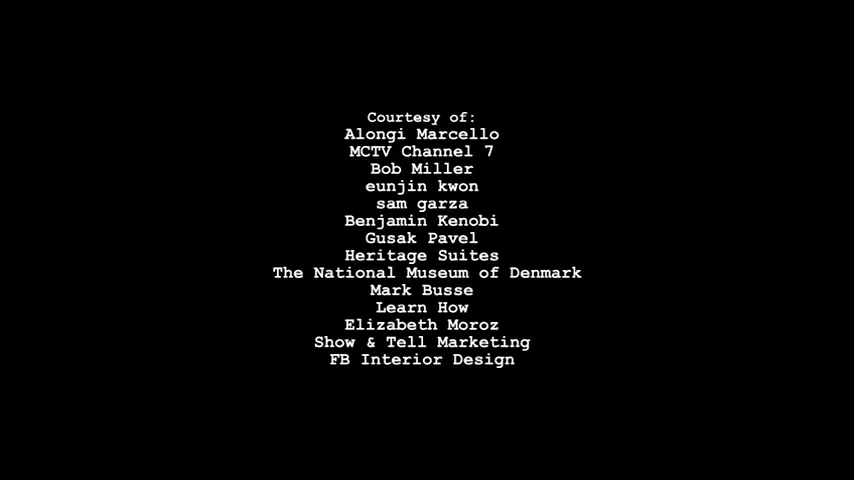 Courtesy of:
Alongi Marcello
MCTV Channel 7
Bob Miller
eunjin kwon
sam garza
Benjamin Kenobi
Gusak Pavel
Heritage Suites
The National Museum of Denmark
Mark Busse
Learn How
Elizabeth Moroz
Show & Tell Marketing
FB Interior Design